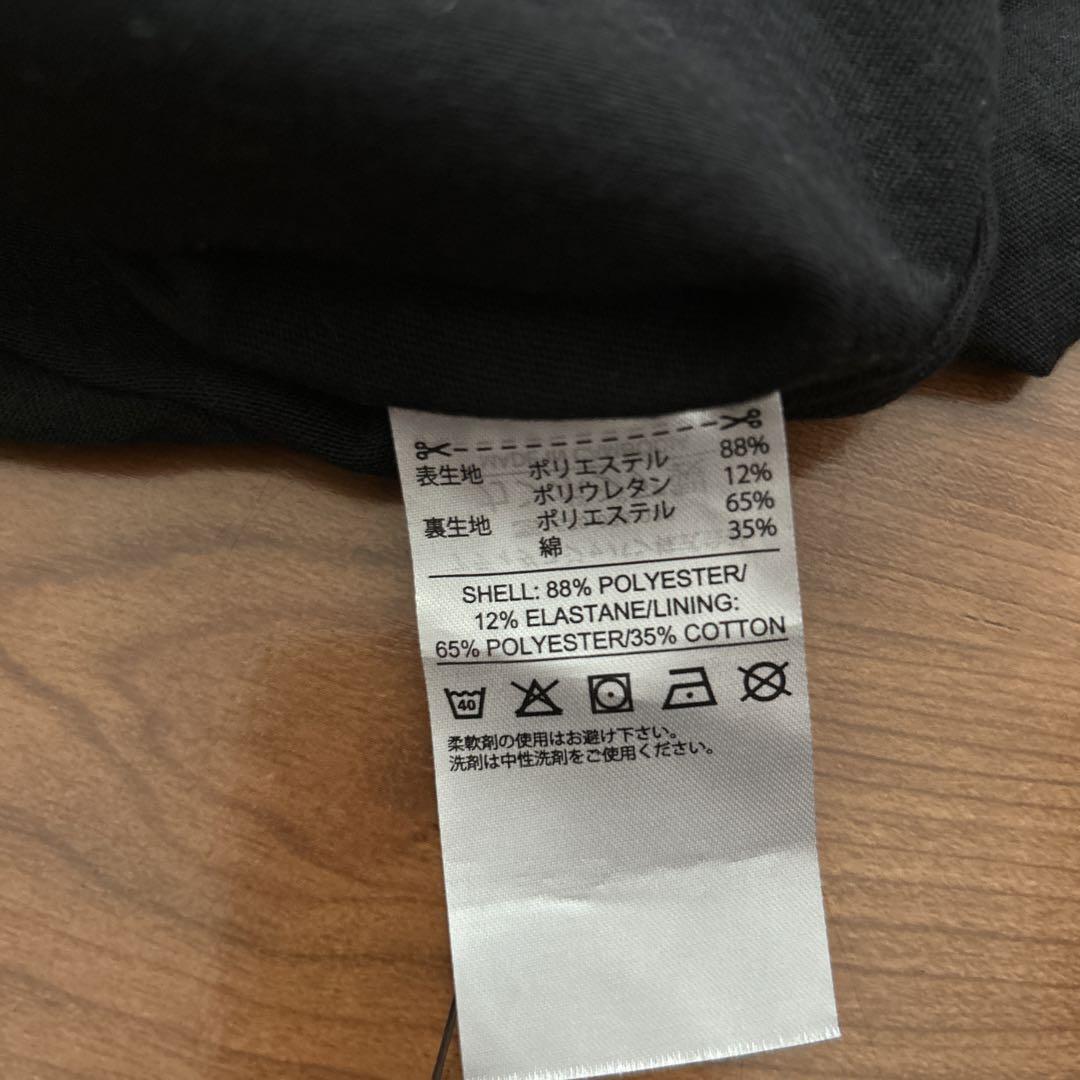 表生地 ポリエステル 88%
ポリウレタン 12%
裏生地 ポリエステル 65%
綿 35%
SHELL: 88% POLYESTER/
12% ELASTANE/LINING:
65% POLYESTER/35% COTTON
40
柔軟剤の使用はお避け下さい。
洗剤は中性洗剤をご使用ください。